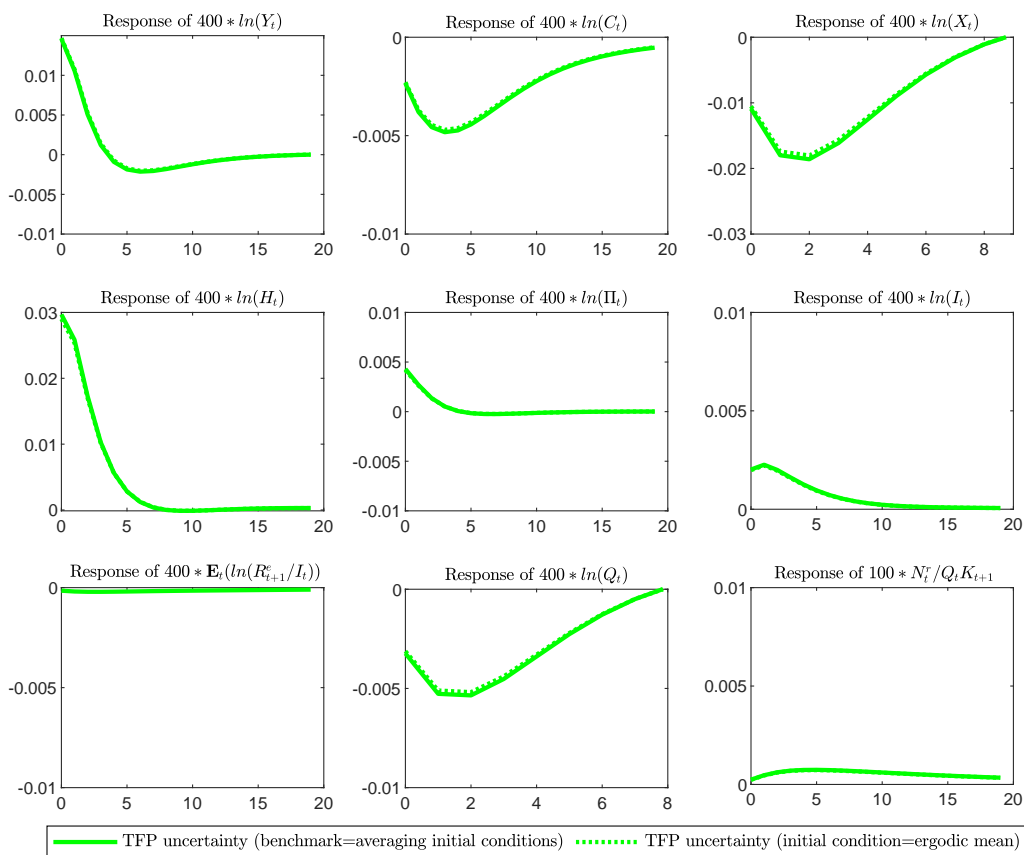 Response of 400 ∗ ln(Y_t)
0.01
0.005
0
-0.005
-0.01
0 5 10 15 20
Response of 400 ∗ ln(C_t)
0
-0.005
-0.01
0 5 10 15 20
Response of 400 ∗ ln(X_t)
0
-0.01
-0.02
-0.03
0 2 4 6 8
Response of 400 ∗ ln(H_t)
0.03
0.02
0.01
0
0 5 10 15 20
Response of 400 ∗ ln(Π_t)
0.01
0.005
0
-0.005
-0.01
0 5 10 15 20
Response of 400 ∗ ln(I_t)
0.01
0.005
0
0 5 10 15 20
Response of 400 ∗ E_t(ln(R^e_{t+1}/I_t))
0
-0.005
-0.01
0 5 10 15 20
Response of 400 ∗ ln(Q_t)
0
-0.005
-0.01
0 2 4 6 8
Response of 100 ∗ N^r_t/Q_tK_{t+1}
0.01
0.005
0
0 5 10 15 20
TFP uncertainty (benchmark=averaging initial conditions)
TFP uncertainty (initial condition=ergodic mean)